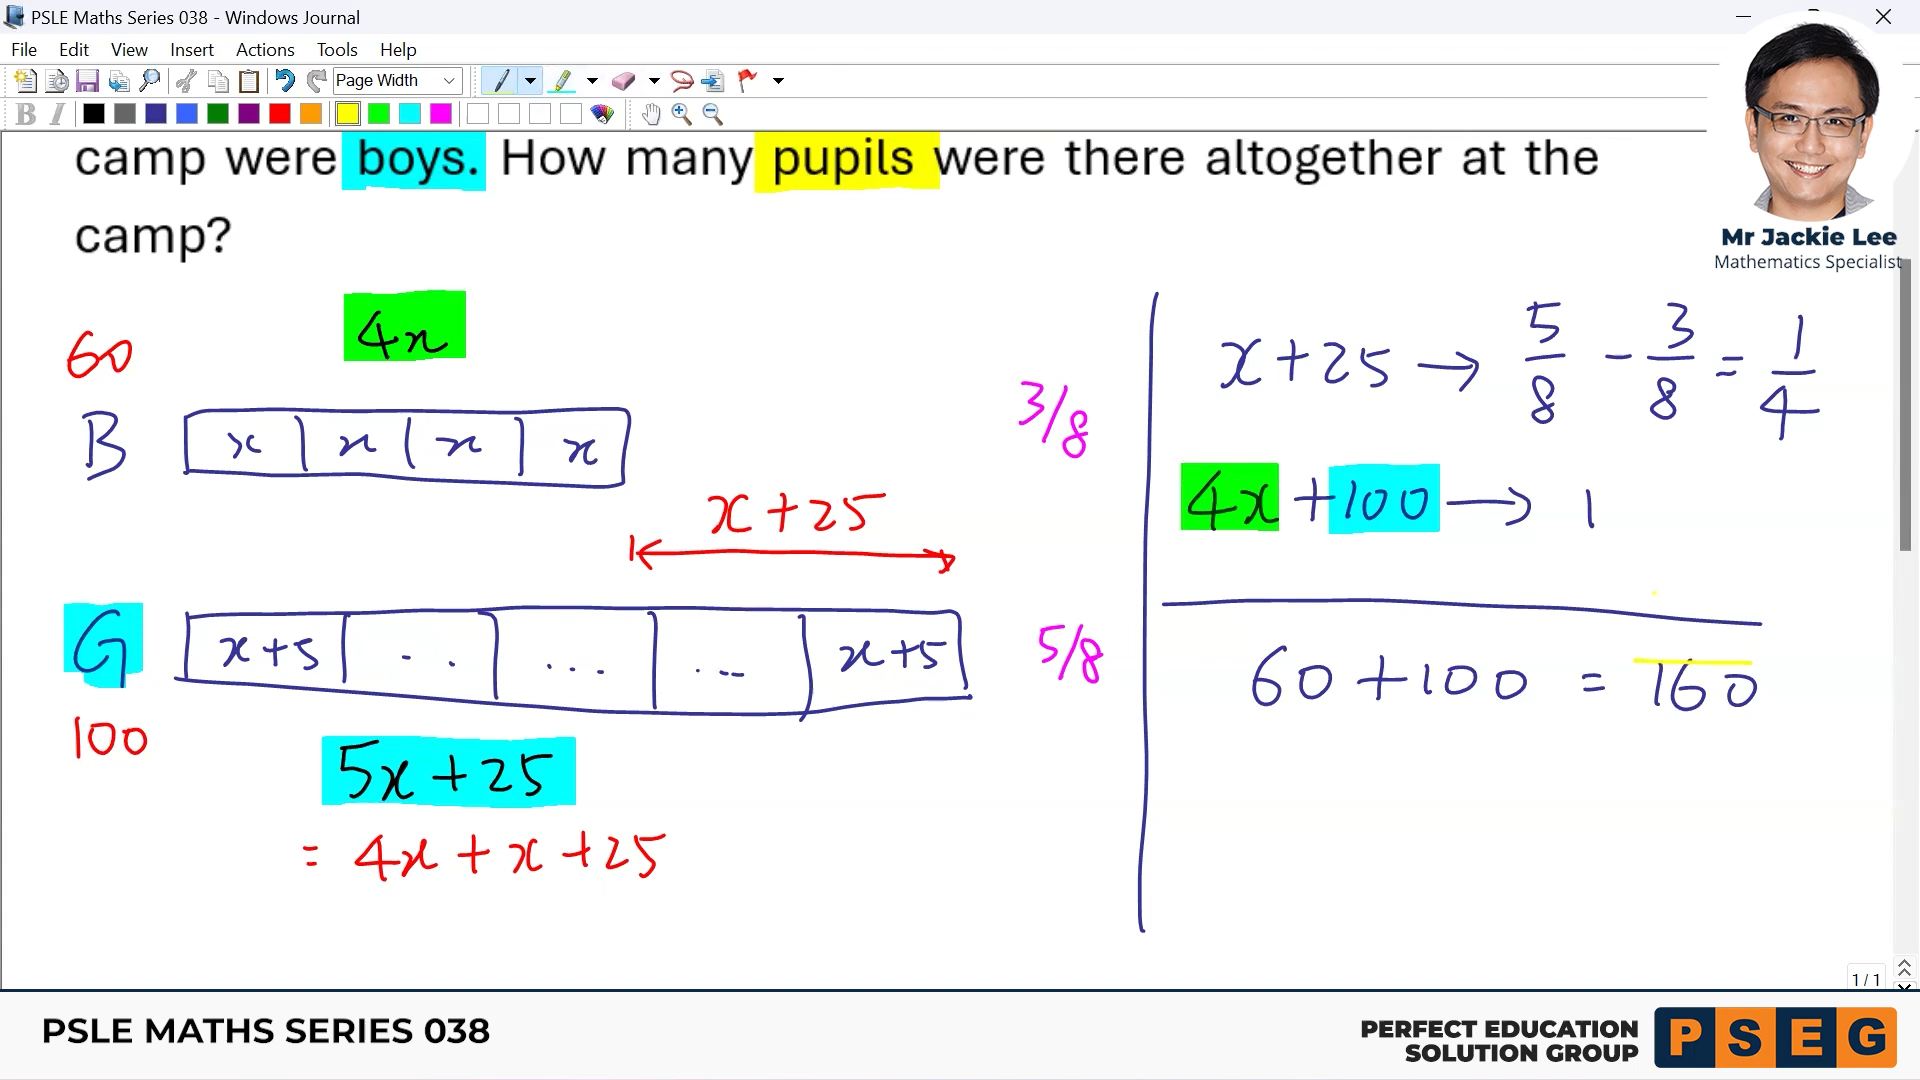 PSLE Maths Series 038 - Windows Journal
File Edit View Insert Actions Tools Help
Page Width
B I
camp were boys. How many pupils were there altogether at the
camp?
Mr Jackie Lee
Mathematics Specialist
60
4x
B x x x x
3/8
x + 25
G x + 5 .. ... ... x + 5
5/8
100
5x + 25
= 4x + x + 25
x + 25 → 5/8 - 3/8 = 1/4
4x + 100 → 1
60 + 100 = 160
1 / 1
PSLE MATHS SERIES 038
PERFECT EDUCATION
SOLUTION GROUP
PSEG